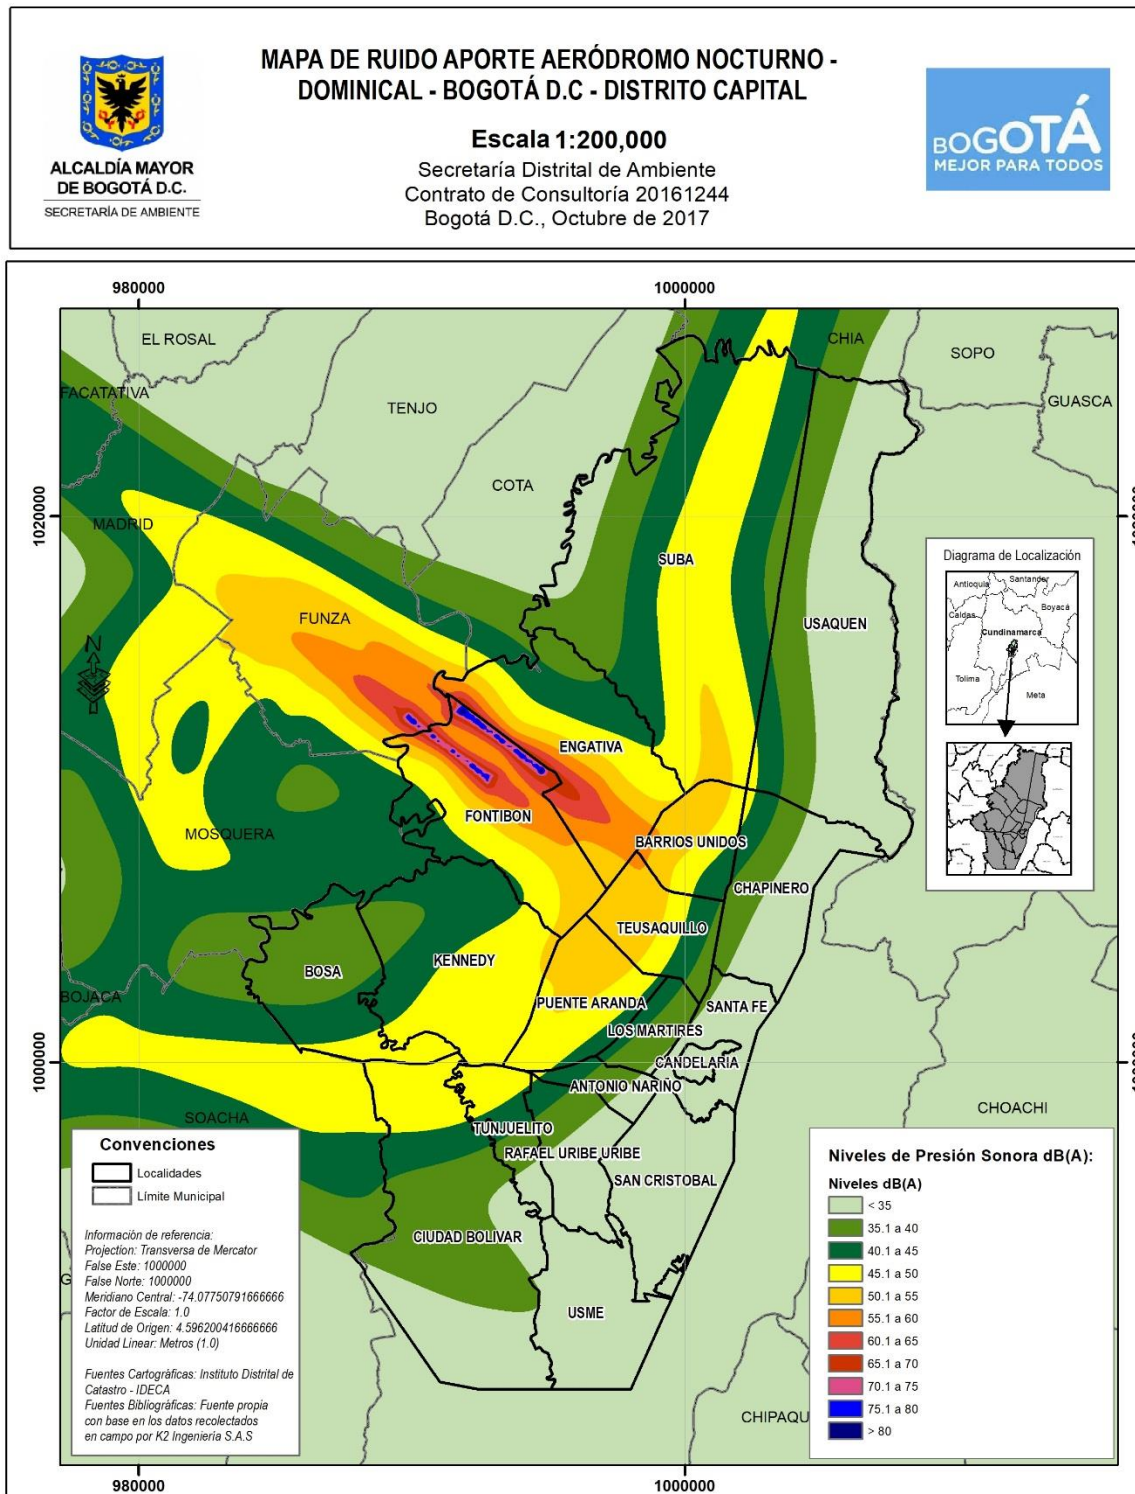 MAPA DE RUIDO APORTE AERÓDROMO NOCTURNO -
DOMINICAL - BOGOTÁ D.C - DISTRITO CAPITAL
Escala 1:200,000
Secretaría Distrital de Ambiente
Contrato de Consultoría 20161244
Bogotá D.C., Octubre de 2017
ALCALDÍA MAYOR
DE BOGOTÁ D.C.
SECRETARÍA DE AMBIENTE
BOGOTÁ
MEJOR PARA TODOS
980000
1000000
EL ROSAL
CHIA
SOPO
FACATATIVA
TENJO
GUASCA
COTA
1020000
MADRID
SUBA
FUNZA
USAQUEN
N
ENGATIVA
FONTIBON
MOSQUERA
BARRIOS UNIDOS
CHAPINERO
TEUSAQUILLO
KENNEDY
BOSA
BOJACA
PUENTE ARANDA
SANTA FE
LOS MARTIRES
1000000
CANDELARIA
ANTONIO NARIÑO
CHOACHI
SOACHA
TUNJUELITO
RAFAEL URIBE URIBE
SAN CRISTOBAL
CIUDAD BOLIVAR
USME
CHIPAQU
Diagrama de Localización
Antioquia
Santander
Caldas
Boyacá
Cundinamarca
Tolima
Meta
Convenciones
Localidades
Límite Municipal
Información de referencia:
Projection: Transversa de Mercator
False Este: 1000000
False Norte: 1000000
Meridiano Central: -74.07750791666666
Factor de Escala: 1.0
Latitud de Origen: 4.596200416666666
Unidad Linear: Metros (1.0)
Fuentes Cartográficas: Instituto Distrital de
Catastro - IDECA
Fuentes Bibliográficas: Fuente propia
con base en los datos recolectados
en campo por K2 Ingeniería S.A.S
Niveles de Presión Sonora dB(A):
Niveles dB(A)
< 35
35.1 a 40
40.1 a 45
45.1 a 50
50.1 a 55
55.1 a 60
60.1 a 65
65.1 a 70
70.1 a 75
75.1 a 80
> 80
980000
1000000